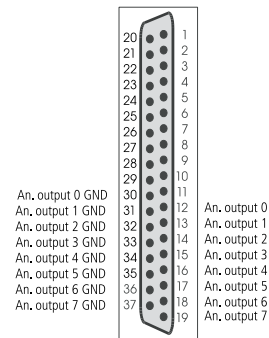 20 1
21 2
22 3
23 4
24 5
25 6
26 7
27 8
28 9
29 10
An. output 0 GND 30 11
An. output 1 GND 31 12 An. output 0
An. output 2 GND 32 13 An. output 1
An. output 3 GND 33 14 An. output 2
An. output 4 GND 34 15 An. output 3
An. output 5 GND 35 16 An. output 4
An. output 6 GND 36 17 An. output 5
An. output 7 GND 37 18 An. output 6
19 An. output 7